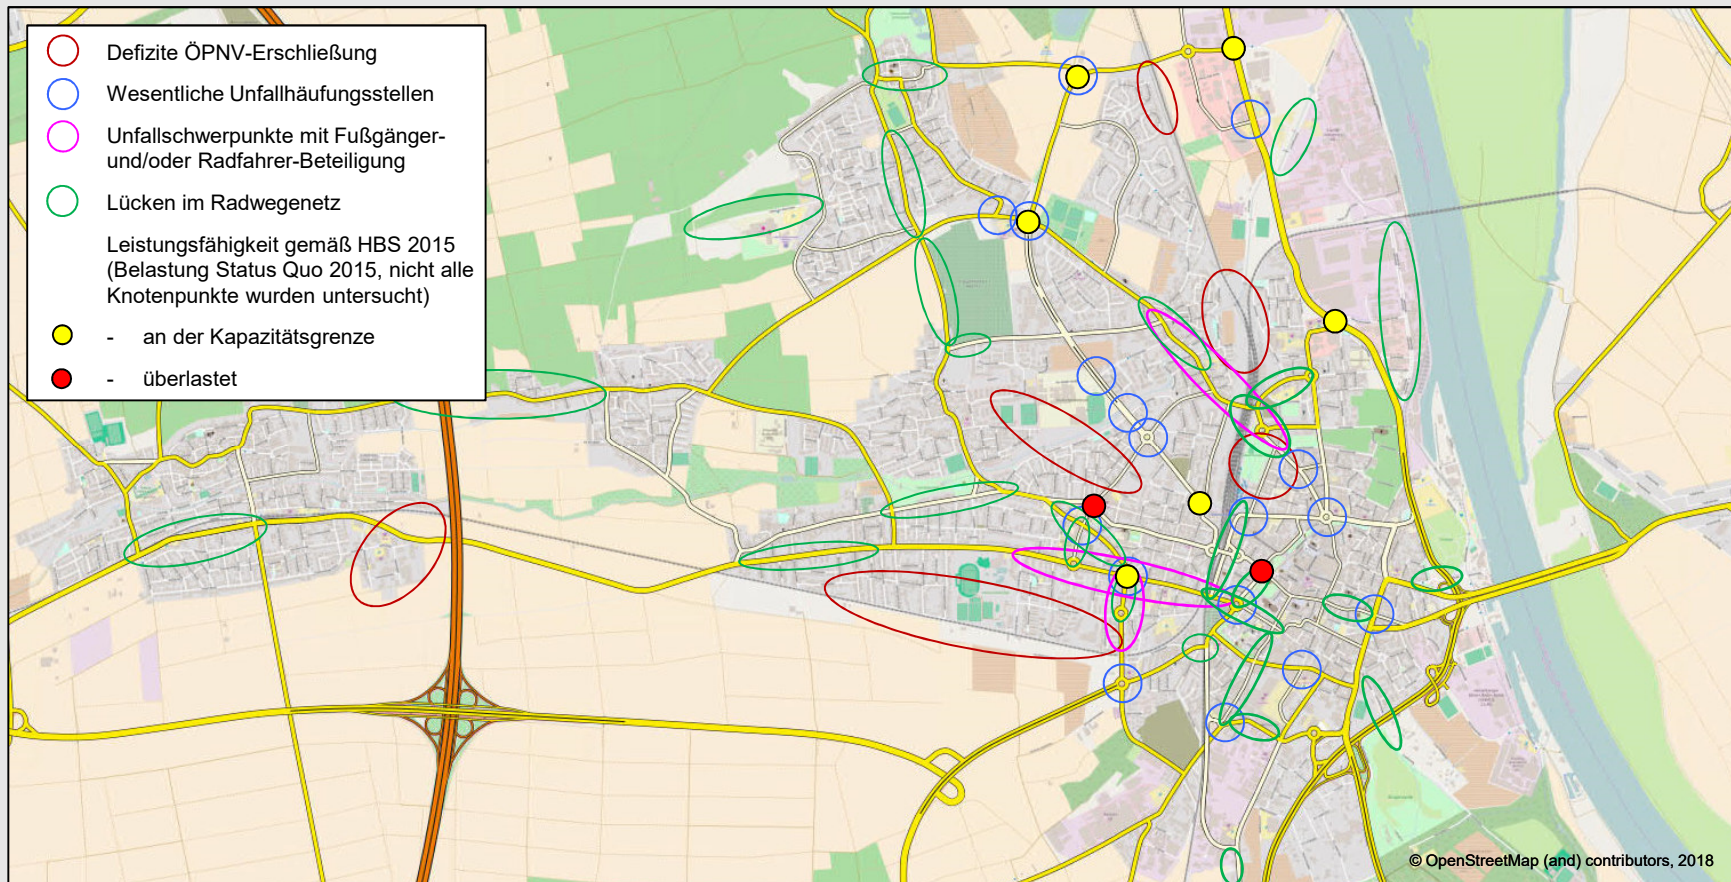 Defizite ÖPNV-Erschließung
Wesentliche Unfallhäufungsstellen
Unfallschwerpunkte mit Fußgänger-
und/oder Radfahrer-Beteiligung
Lücken im Radwegenetz
Leistungsfähigkeit gemäß HBS 2015
(Belastung Status Quo 2015, nicht alle
Knotenpunkte wurden untersucht)
- an der Kapazitätsgrenze
- überlastet
© OpenStreetMap (and) contributors, 2018